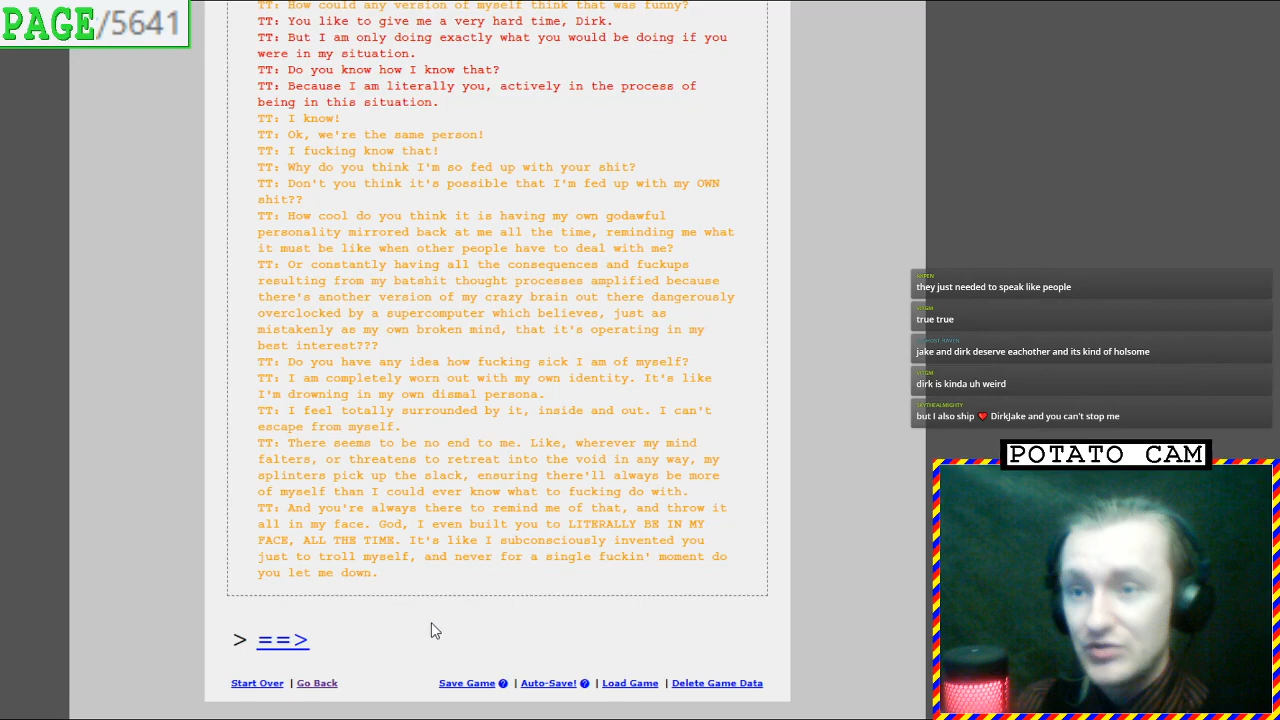 PAGE/5641
TT: How could any version of myself think that was funny?
TT: You like to give me a very hard time, Dirk.
TT: But I am only doing exactly what you would be doing if you
were in my situation.
TT: Do you know how I know that?
TT: Because I am literally you, actively in the process of
being in this situation.
TT: I know!
TT: Ok, we're the same person!
TT: I fucking know that!
TT: Why do you think I'm so fed up with your shit?
TT: Don't you think it's possible that I'm fed up with my OWN
shit??
TT: How cool do you think it is having my own godawful
personality mirrored back at me all the time, reminding me what
it must be like when other people have to deal with me?
TT: Or constantly having all the consequences and fuckups
resulting from my batshit thought processes amplified because
there's another version of my crazy brain out there dangerously
overclocked by a supercomputer which believes, just as
mistakenly as my own broken mind, that it's operating in my
best interest???
TT: Do you have any idea how fucking sick I am of myself?
TT: I am completely worn out with my own identity. It's like
I'm drowning in my own dismal persona.
TT: I feel totally surrounded by it, inside and out. I can't
escape from myself.
TT: There seems to be no end to me. Like, wherever my mind
falters, or threatens to retreat into the void in any way, my
splinters pick up the slack, ensuring there'll always be more
of myself than I could ever know what to fucking do with.
TT: And you're always there to remind me of that, and throw it
all in my face. God, I even built you to LITERALLY BE IN MY
FACE, ALL THE TIME. It's like I subconsciously invented you
just to troll myself, and never for a single fuckin' moment do
you let me down.
> ==>
Start Over | Go Back
Save Game ? | Auto-Save! ? | Load Game | Delete Game Data
they just needed to speak like people
true true
jake and dirk deserve eachother and its kind of holsome
dirk is kinda uh weird
but I also ship ❤ DirkJake and you can't stop me
POTATO CAM